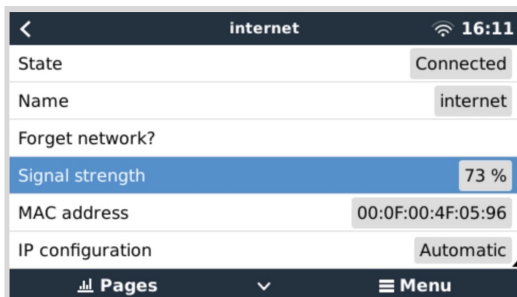 internet 16:11
State Connected
Name internet
Forget network?
Signal strength 73 %
MAC address 00:0F:00:4F:05:96
IP configuration Automatic
Pages Menu